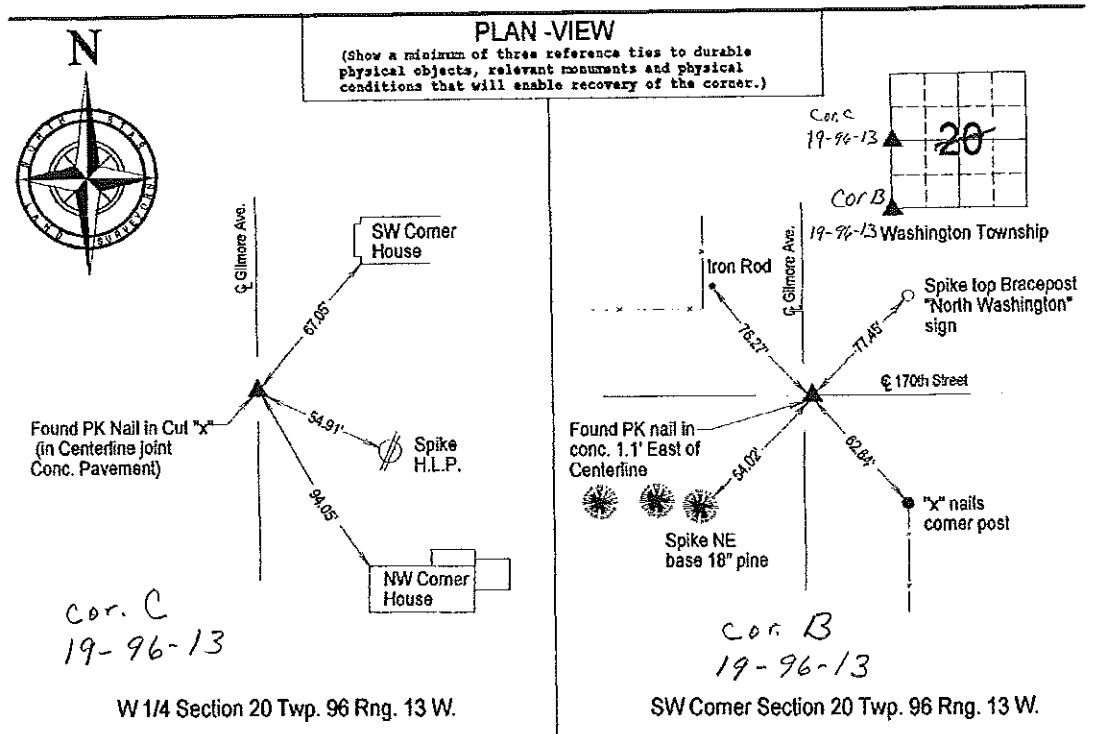 PLAN -VIEW
(Show a minimum of three reference ties to durable
physical objects, relevant monuments and physical
conditions that will enable recovery of the corner.)
N
NORTH STAR
LAND SURVEYORS
℄ Gilmore Ave.
SW Corner
House
67.05'
Found PK Nail in Cut "x"
(in Centerline joint
Conc. Pavement)
54.91'
Spike
H.L.P.
94.05'
NW Corner
House
cor. C
19-96-13
W 1/4 Section 20 Twp. 96 Rng. 13 W.
Cor. C
19-96-13
20
Cor B
19-96-13
Washington Township
℄ Gilmore Ave.
Iron Rod
Spike top Bracepost
"North Washington"
sign
76.27'
77.45'
℄ 170th Street
Found PK nail in
conc. 1.1' East of
Centerline
54.02'
62.84'
"x" nails
corner post
Spike NE
base 18" pine
cor. B
19-96-13
SW Corner Section 20 Twp. 96 Rng. 13 W.